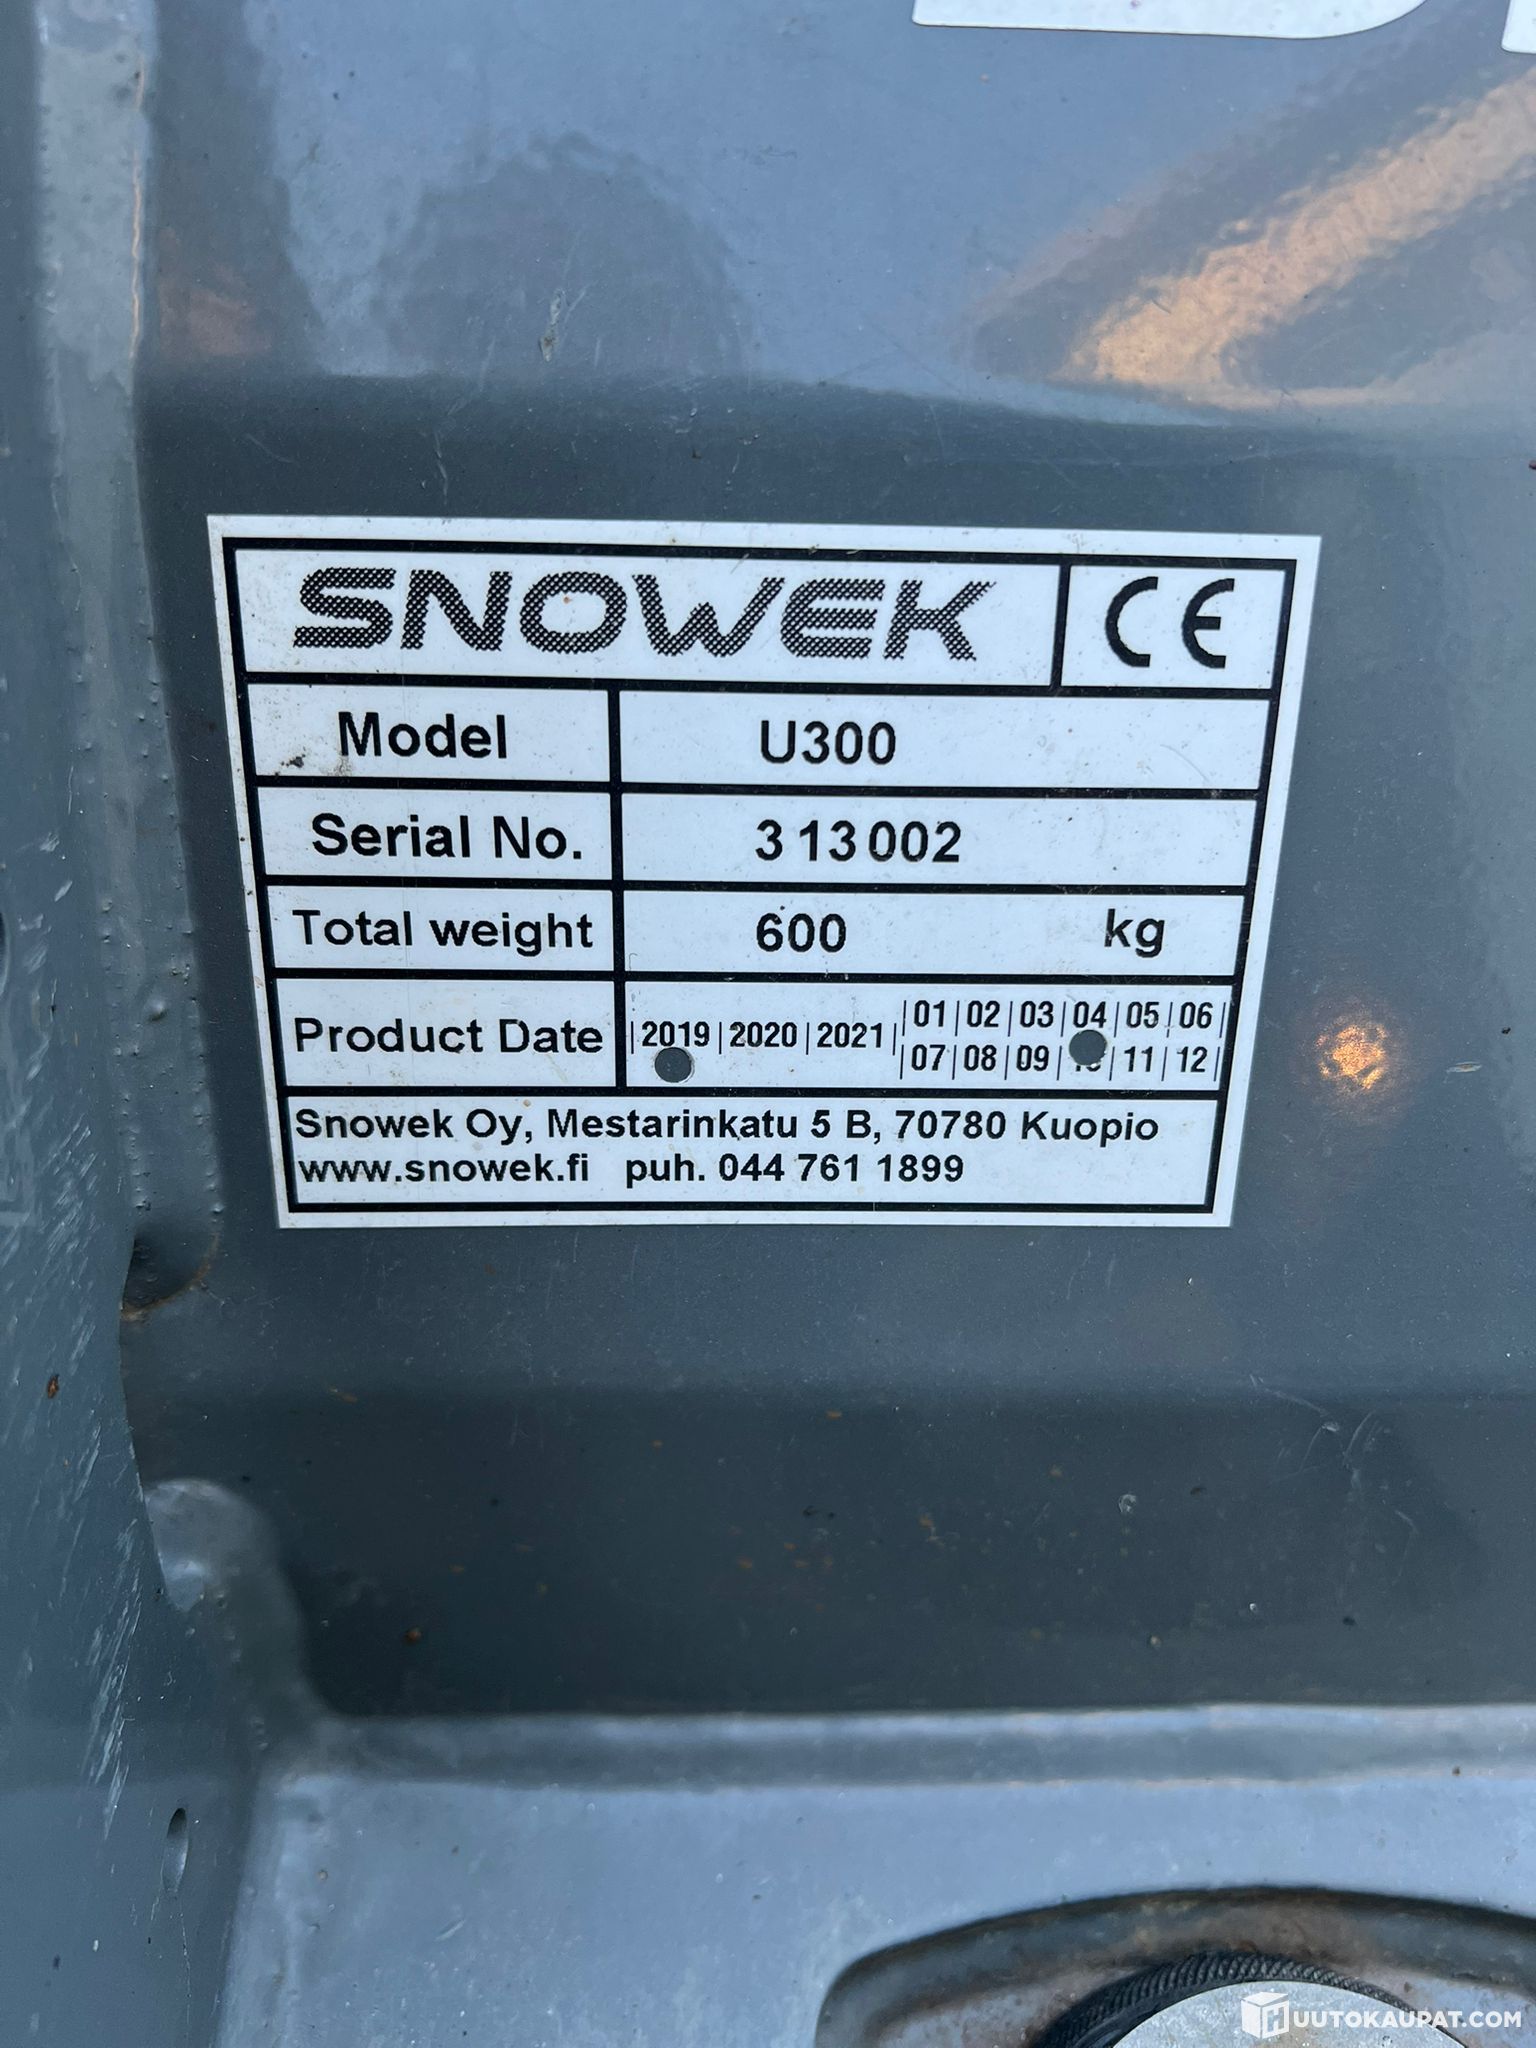 SNOWEK CE
Model U300
Serial No. 313002
Total weight 600 kg
Product Date |2019|2020|2021| |01|02|03|04|05|06|
|07|08|09|10|11|12|
Snowek Oy, Mestarinkatu 5 B, 70780 Kuopio
www.snowek.fi puh. 044 761 1899
HUUTOKAUPAT.COM